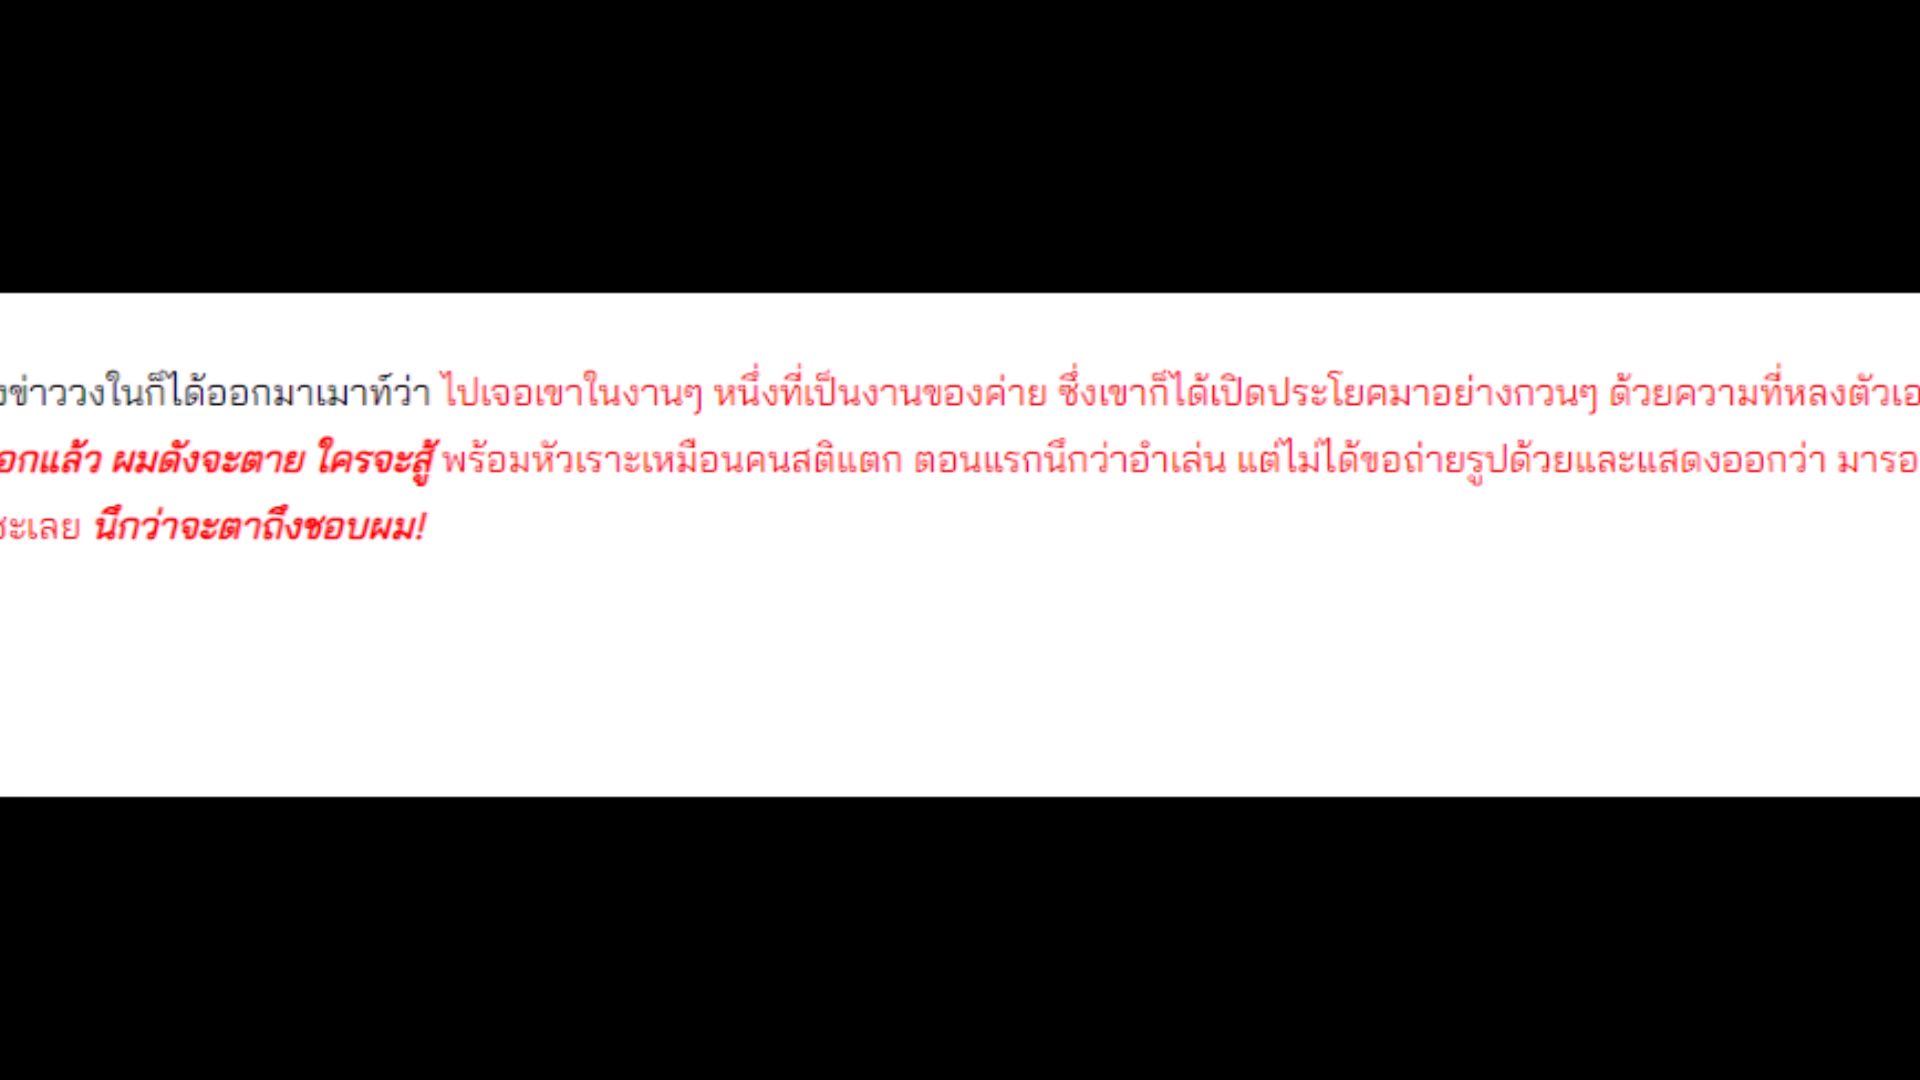 งข่าววงในก็ได้ออกมาเมาท์ว่า ไปเจอเขาในงานๆ หนึ่งที่เป็นงานของค่าย ซึ่งเขาก็ได้เปิดประโยคมาอย่างกวนๆ ด้วยความที่หลงตัวเอ
อกแล้ว ผมดังจะตาย ใครจะสู้ พร้อมหัวเราะเหมือนคนสติแตก ตอนแรกนึกว่าอำเล่น แต่ไม่ได้ขอถ่ายรูปด้วยและแสดงออกว่า มารอ
ซะเลย นึกว่าจะตาถึงชอบผม!